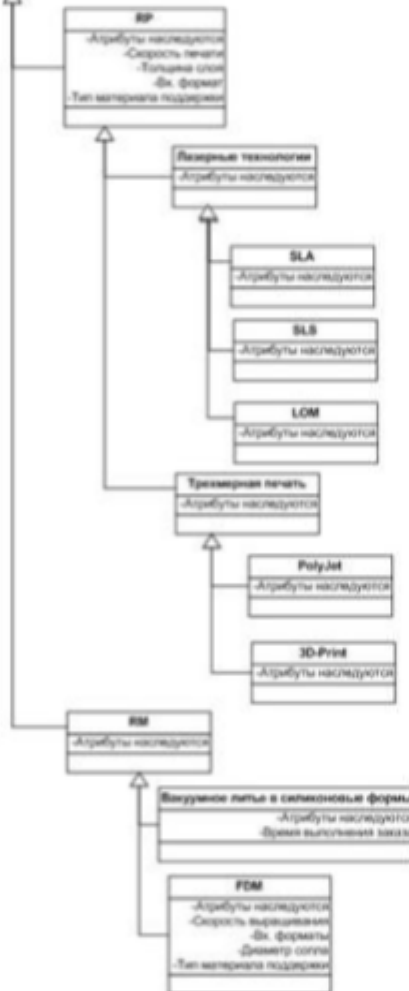 RP
-Атрибуты наследуются
-Скорость печати
-Толщина слоя
-Вх. формат
-Тип материала поддержки
Лазерные технологии
-Атрибуты наследуются
SLA
-Атрибуты наследуются
SLS
-Атрибуты наследуются
LOM
-Атрибуты наследуются
Трехмерная печать
-Атрибуты наследуются
PolyJet
-Атрибуты наследуются
3D-Print
-Атрибуты наследуются
RM
-Атрибуты наследуются
Вакуумное литье в силиконовые формы
-Атрибуты наследуются
-Время выполнения заказа
FDM
-Атрибуты наследуются
-Скорость выращивания
-Вх. форматы
-Диаметр сопла
-Тип материала поддержки